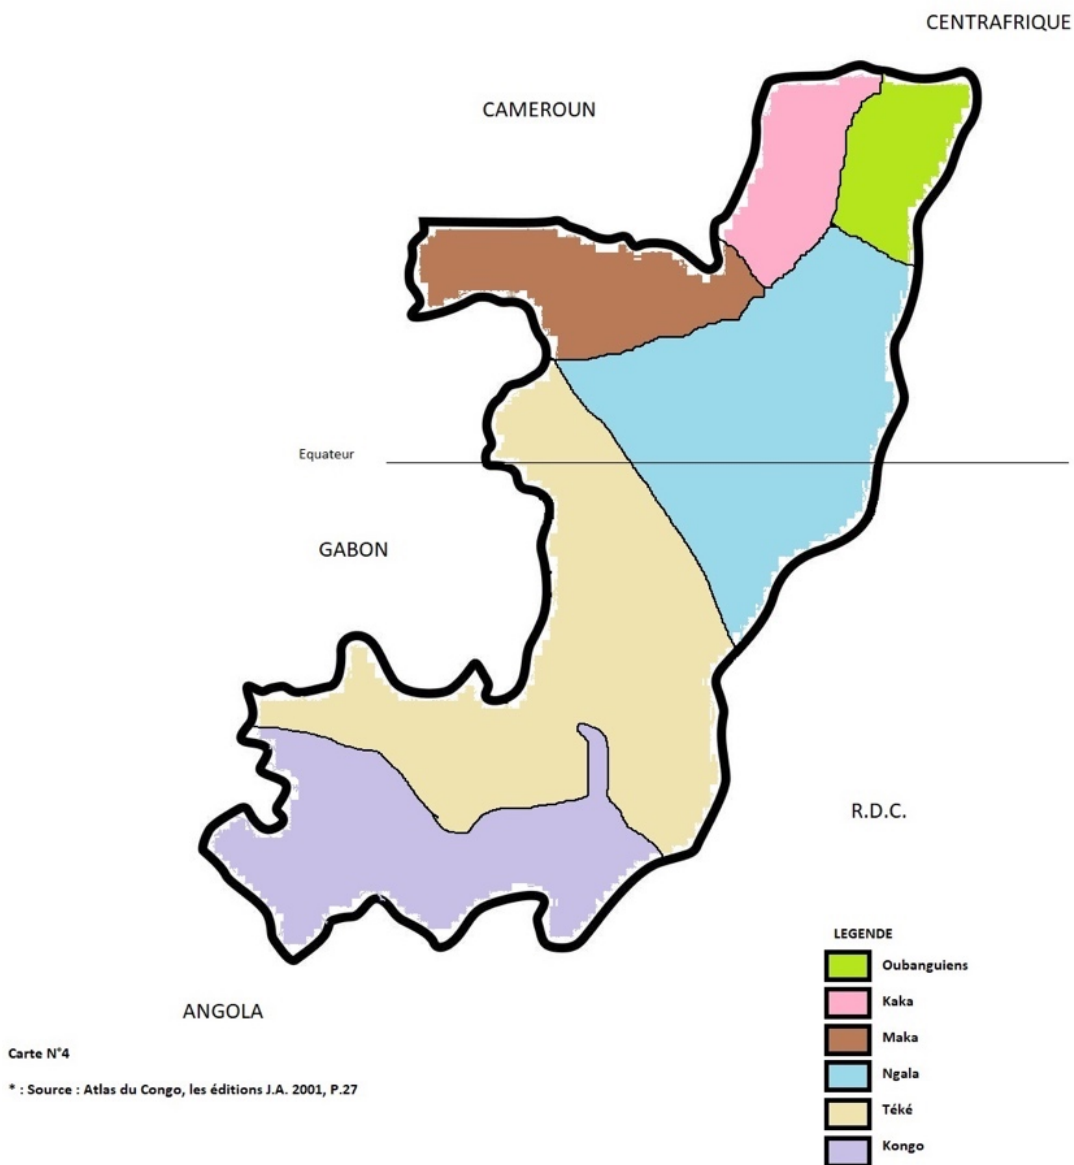 CENTRAFRIQUE
CAMEROUN
Equateur
GABON
R.D.C.
ANGOLA
LEGENDE
Oubanguiens
Kaka
Maka
Ngala
Téké
Kongo
Carte N°4
* : Source : Atlas du Congo, les éditions J.A. 2001, P.27